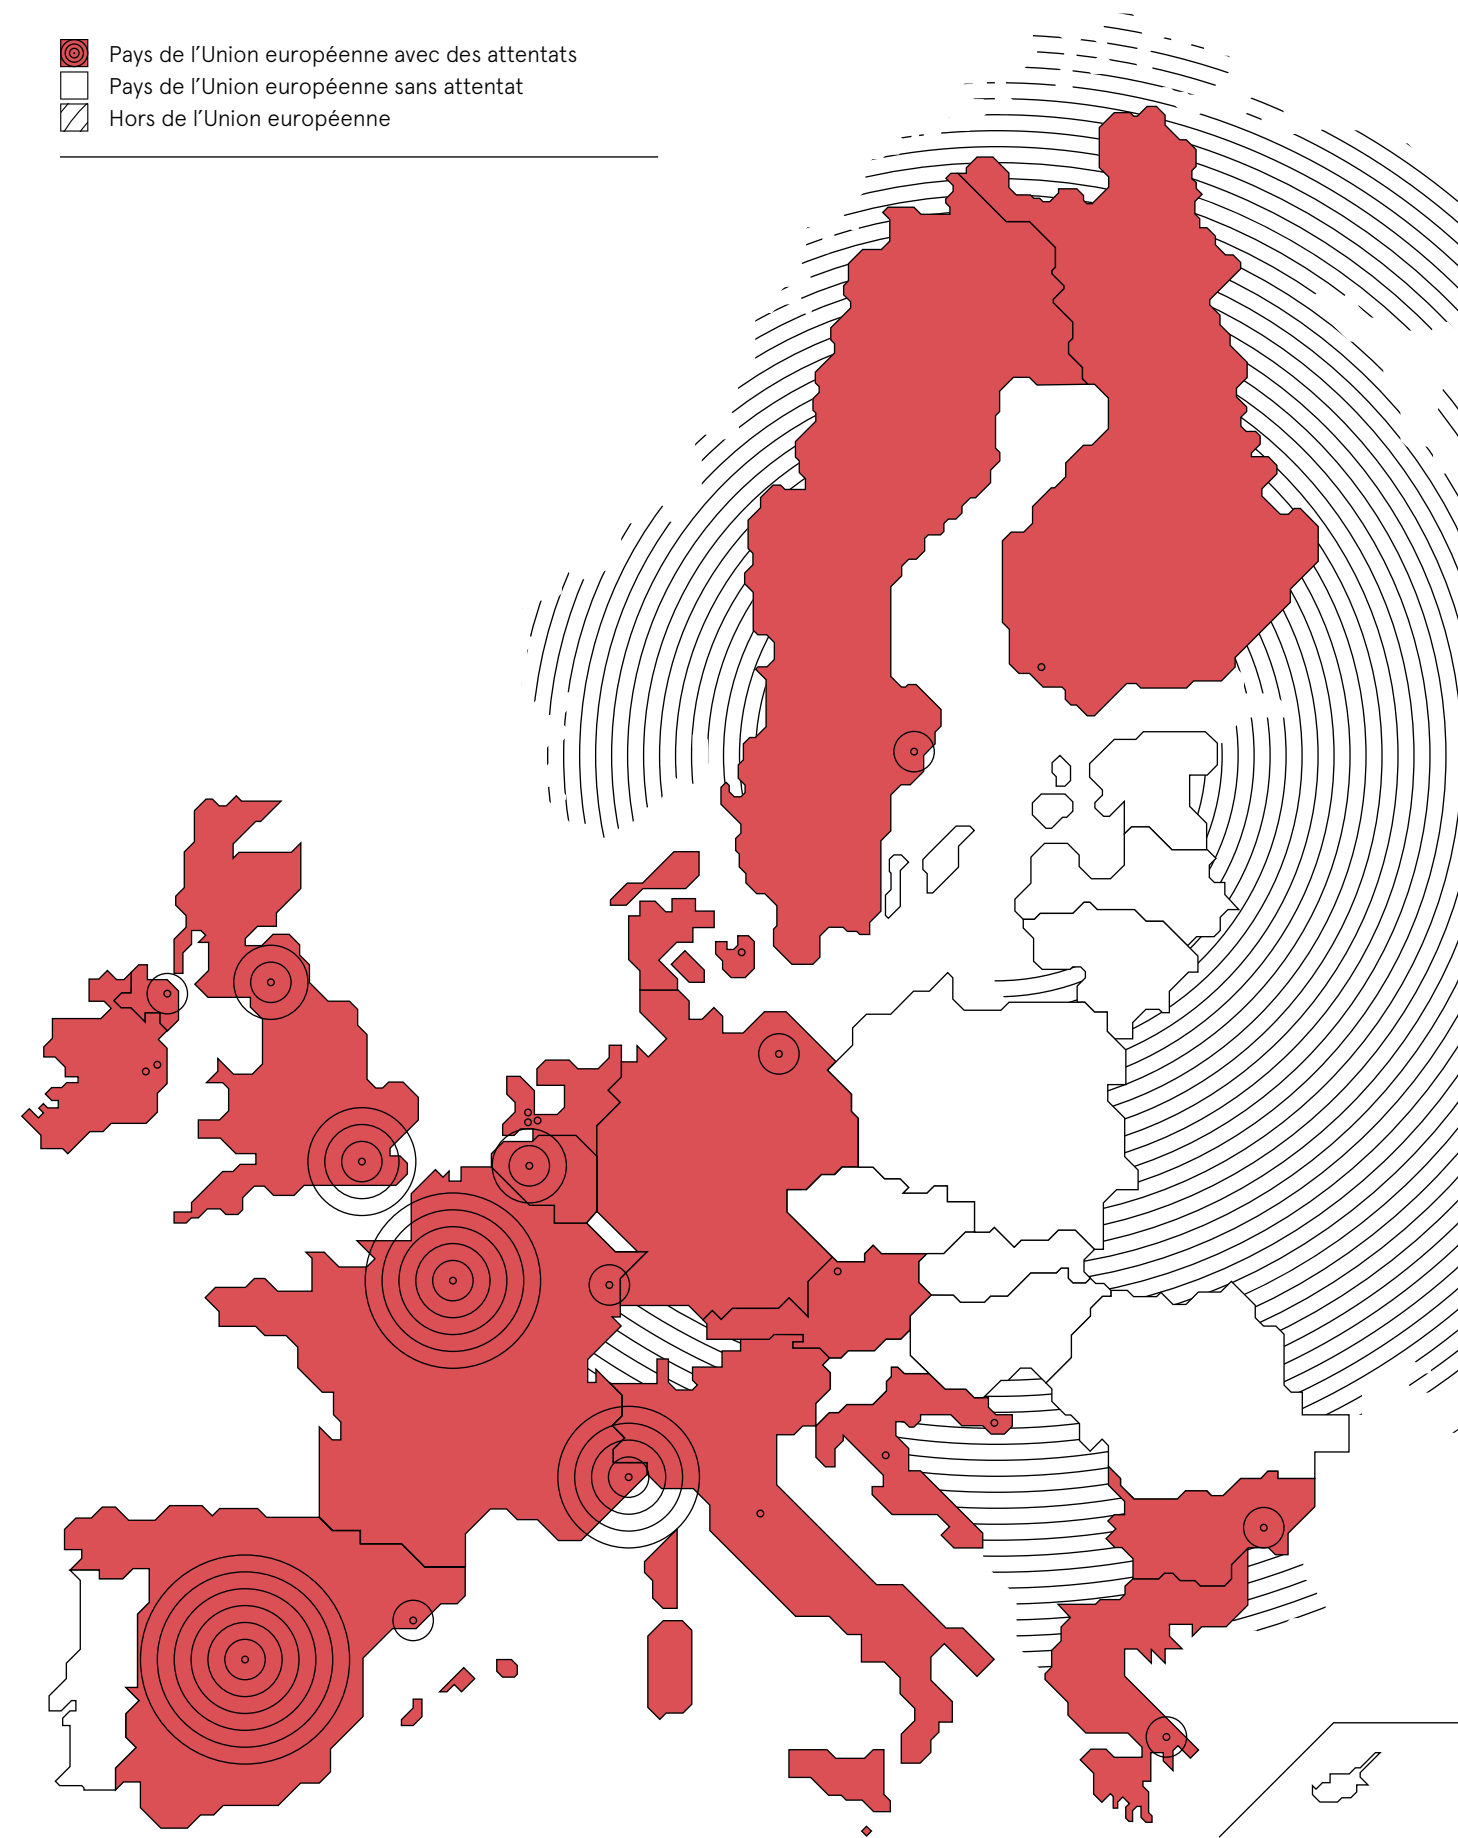 Pays de l’Union européenne avec des attentats
Pays de l’Union européenne sans attentat
Hors de l’Union européenne